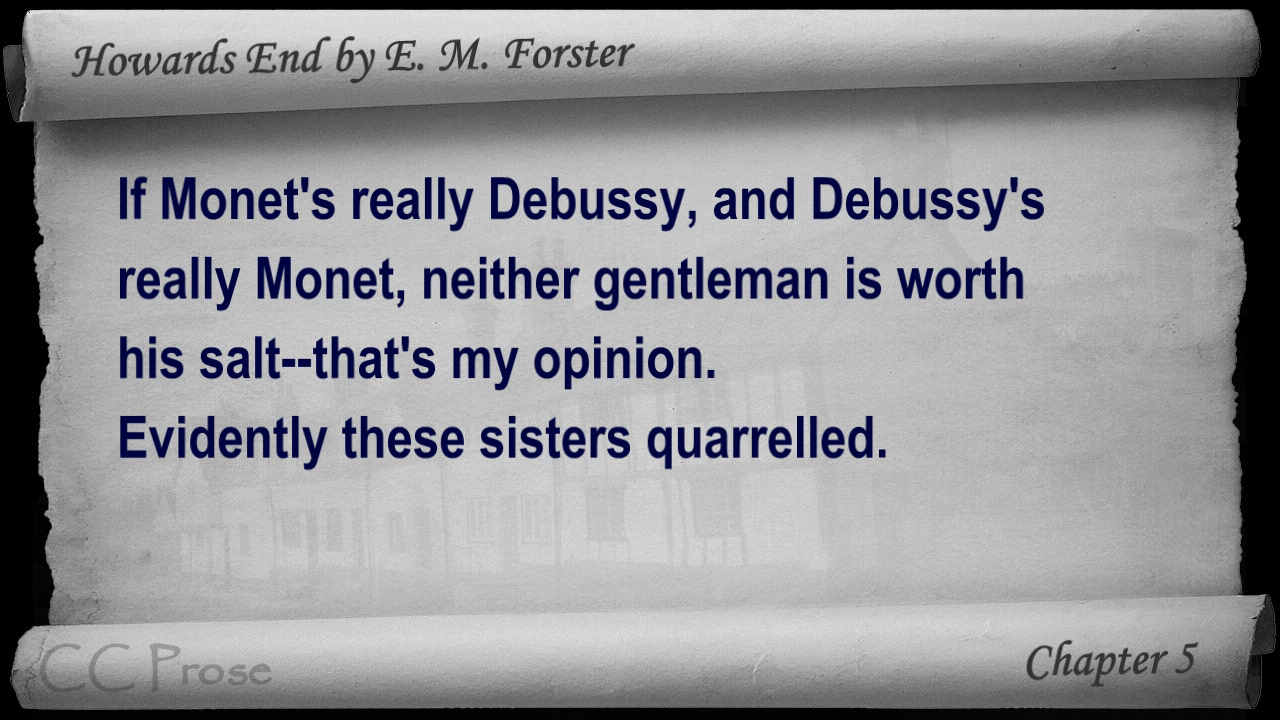 Howards End by E. M. Forster
If Monet's really Debussy, and Debussy's
really Monet, neither gentleman is worth
his salt--that's my opinion.
Evidently these sisters quarrelled.
CC Prose
Chapter 5